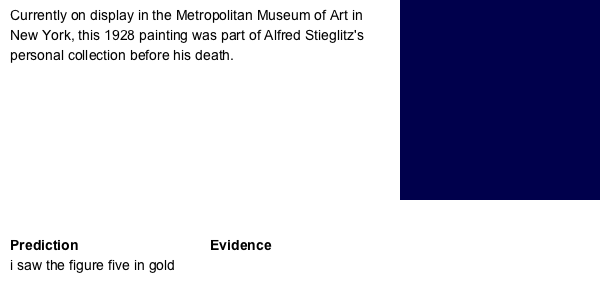 Currently on display in the Metropolitan Museum of Art in
New York, this 1928 painting was part of Alfred Stieglitz's
personal collection before his death.
Prediction Evidence
i saw the figure five in gold